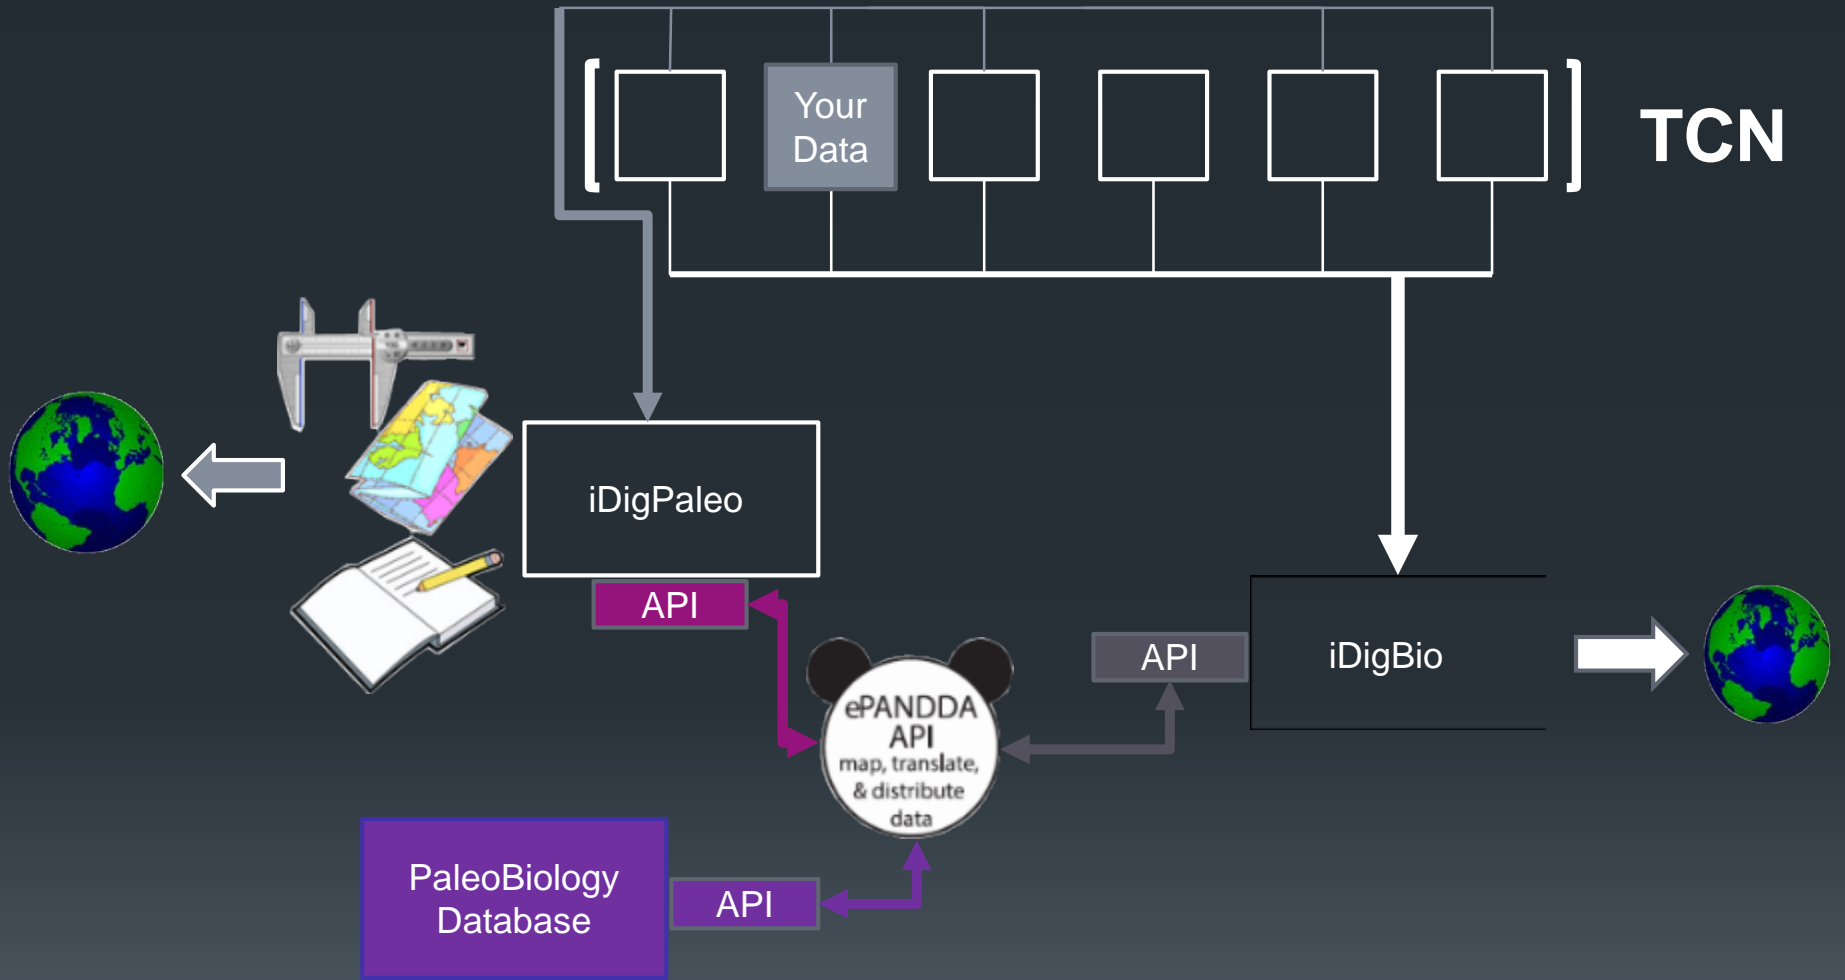 Your
Data
TCN
iDigPaleo
API
API
iDigBio
ePANDDA
API
map, translate,
& distribute
data
PaleoBiology
Database
API